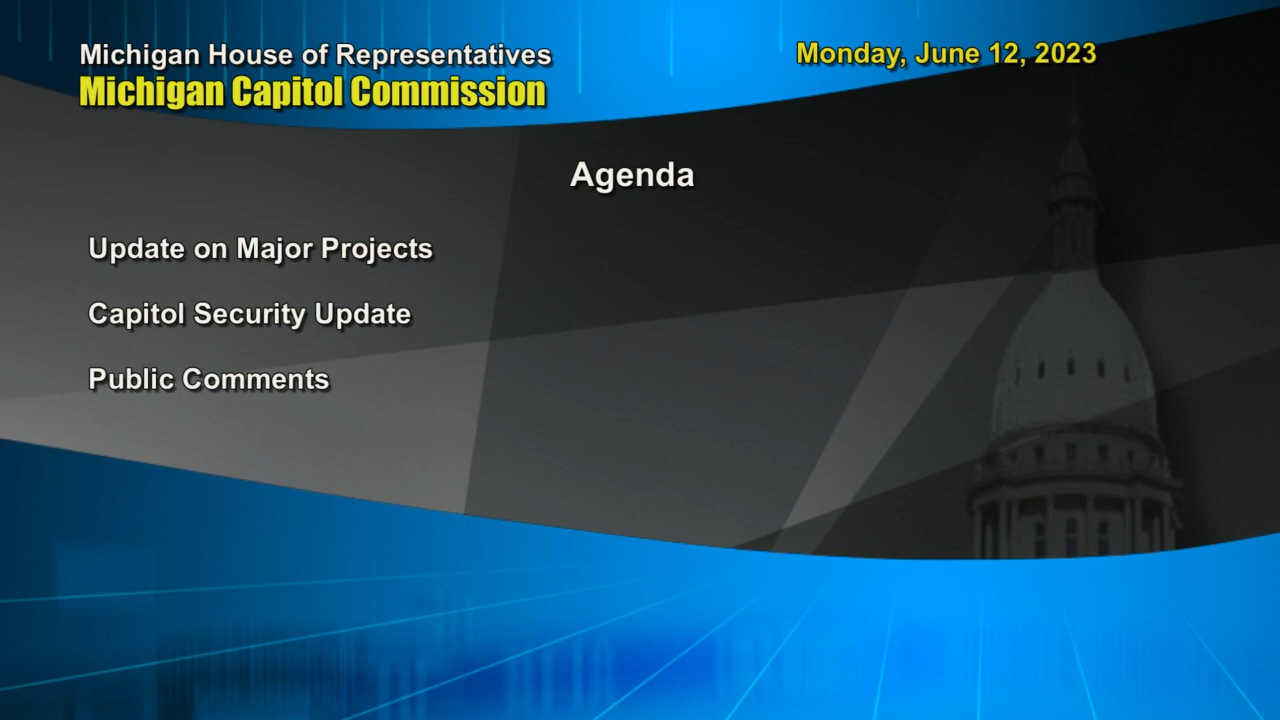 Michigan House of Representatives
Michigan Capitol Commission
Monday, June 12, 2023
Agenda
Update on Major Projects
Capitol Security Update
Public Comments